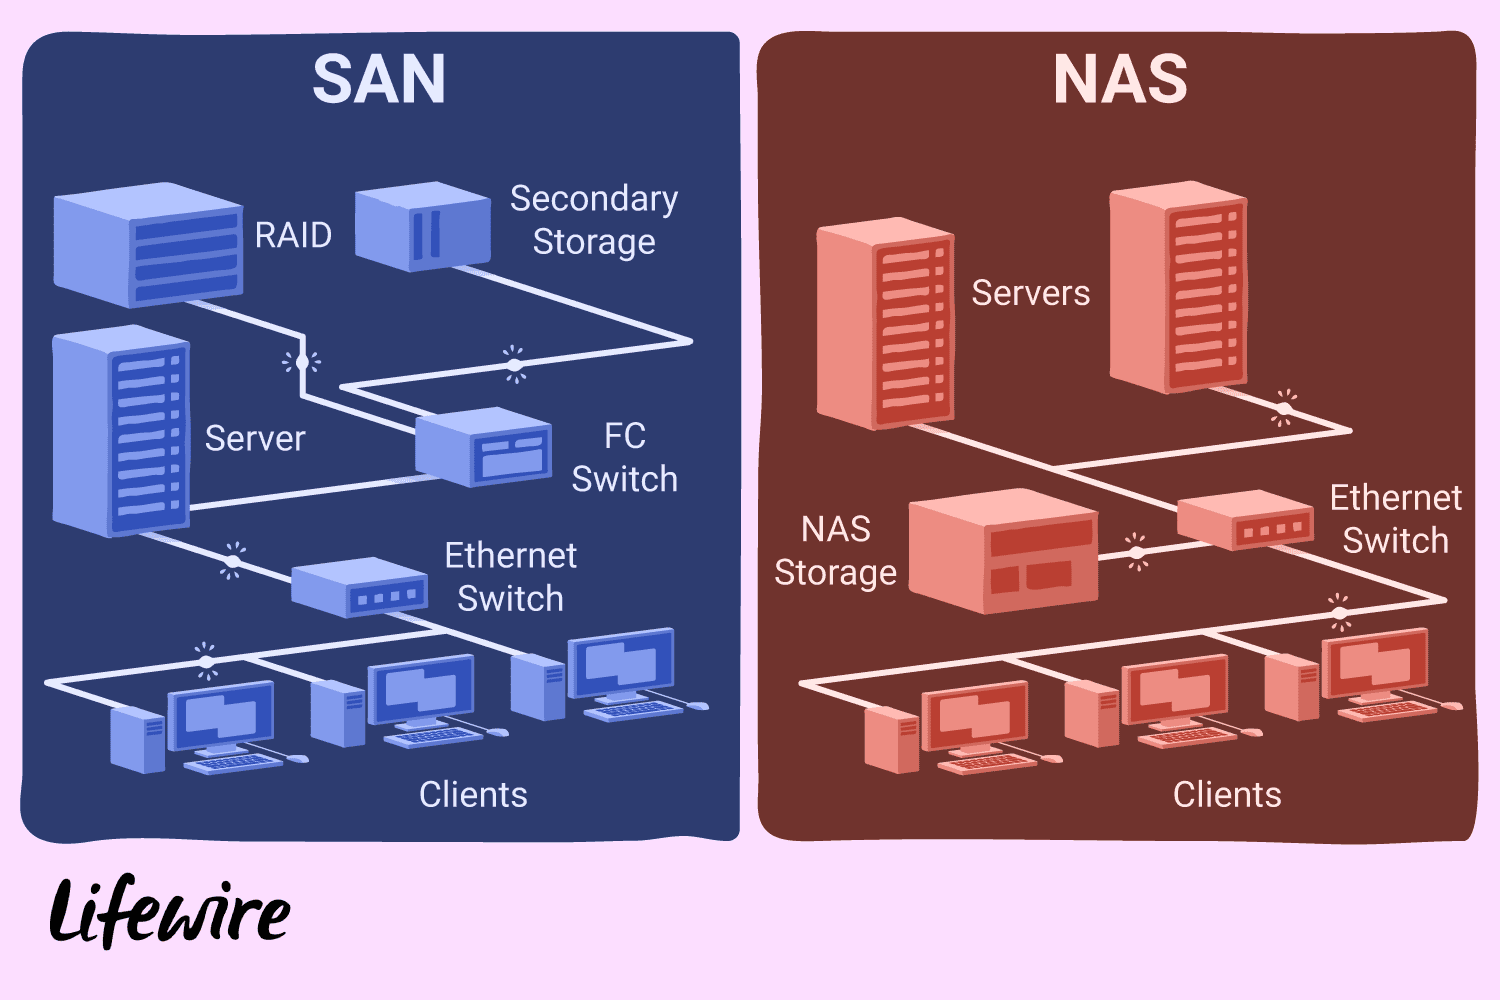 SAN
RAID
Secondary
Storage
Server
FC
Switch
Ethernet
Switch
Clients
NAS
Servers
NAS
Storage
Ethernet
Switch
Clients
Lifewire